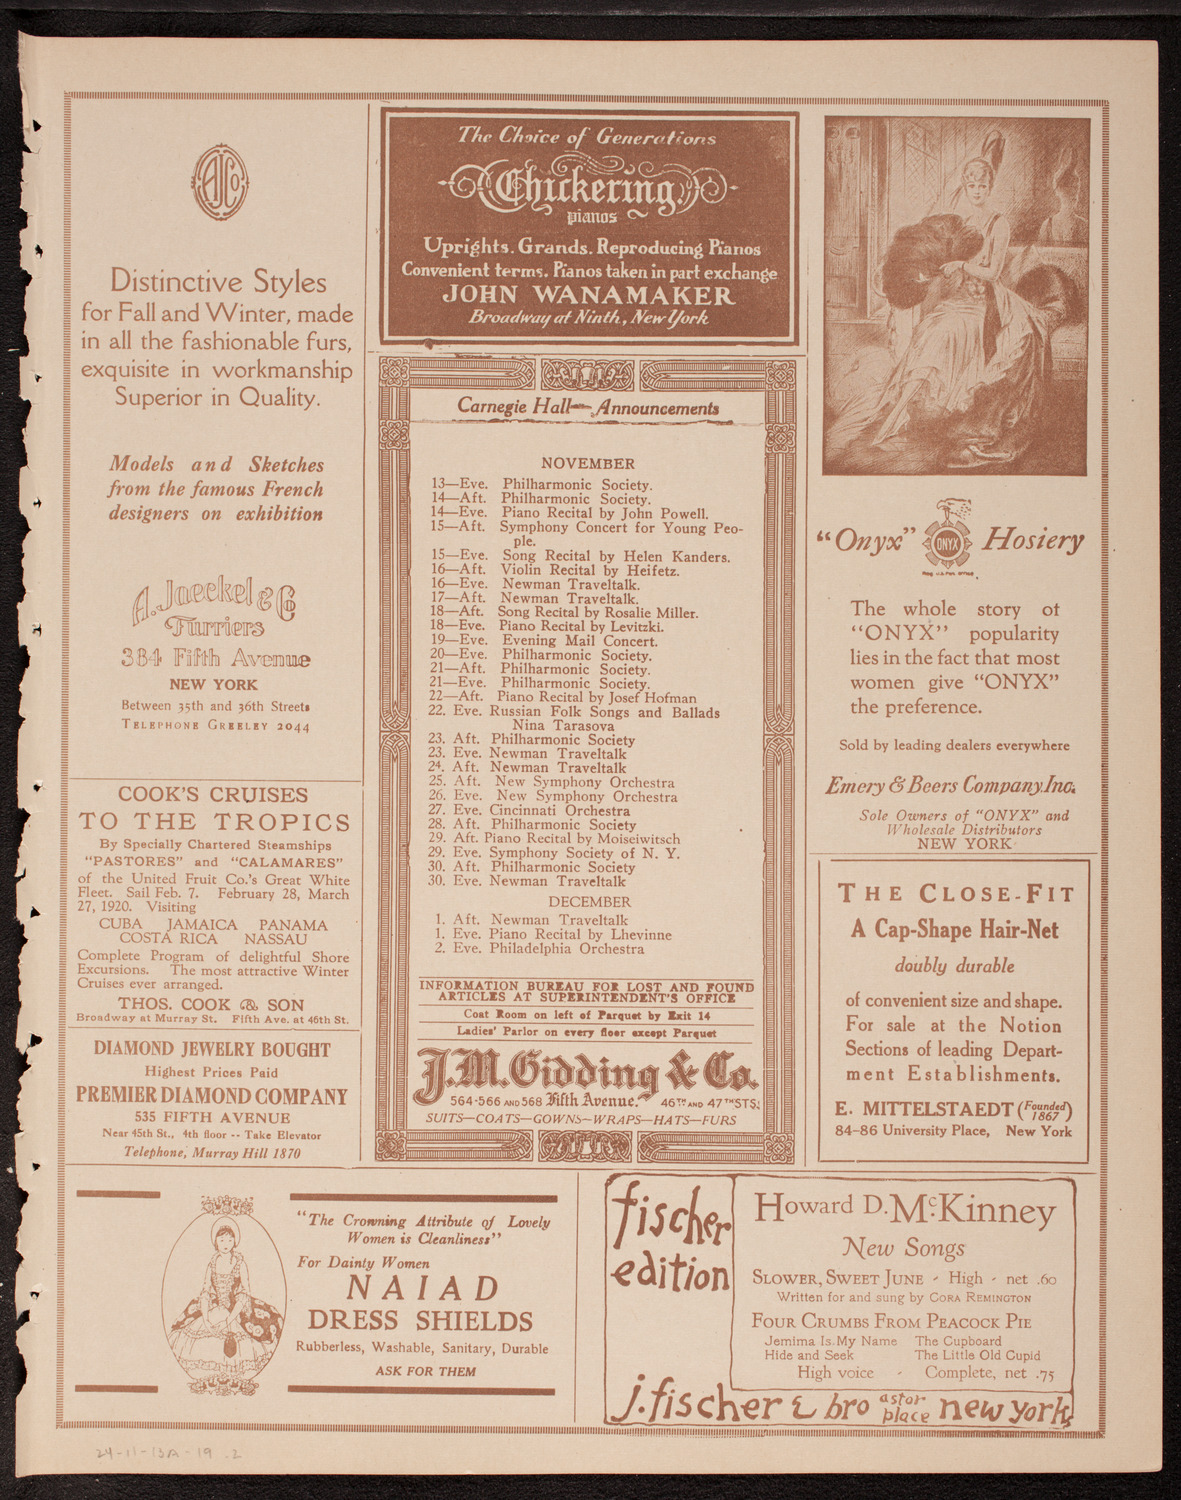 AJCo.
Distinctive Styles
for Fall and Winter, made
in all the fashionable furs,
exquisite in workmanship
Superior in Quality.
Models and Sketches
from the famous French
designers on exhibition
A. Jaeckel & Co
Furriers
384 Fifth Avenue
NEW YORK
Between 35th and 36th Streets
TELEPHONE GREELEY 2044
COOK'S CRUISES
TO THE TROPICS
By Specially Chartered Steamships
"PASTORES" and "CALAMARES"
of the United Fruit Co.'s Great White
Fleet. Sail Feb. 7. February 28, March
27, 1920. Visiting
CUBA JAMAICA PANAMA
COSTA RICA NASSAU
Complete Program of delightful Shore
Excursions. The most attractive Winter
Cruises ever arranged.
THOS. COOK & SON
Broadway at Murray St. Fifth Ave. at 46th St.
DIAMOND JEWELRY BOUGHT
Highest Prices Paid
PREMIER DIAMOND COMPANY
535 FIFTH AVENUE
Near 45th St., 4th floor -- Take Elevator
Telephone, Murray Hill 1870
The Choice of Generations
Chickering
pianos
Uprights. Grands. Reproducing Pianos
Convenient terms. Pianos taken in part exchange
JOHN WANAMAKER
Broadway at Ninth, New York
Carnegie Hall—Announcements
NOVEMBER
13—Eve. Philharmonic Society.
14—Aft. Philharmonic Society.
14—Eve. Piano Recital by John Powell.
15—Aft. Symphony Concert for Young Peo-
ple.
15—Eve. Song Recital by Helen Kanders.
16—Aft. Violin Recital by Heifetz.
16—Eve. Newman Traveltalk.
17—Aft. Newman Traveltalk.
18—Aft. Song Recital by Rosalie Miller.
18—Eve. Piano Recital by Levitzki.
19—Eve. Evening Mail Concert.
20—Eve. Philharmonic Society.
21—Aft. Philharmonic Society.
21—Eve. Philharmonic Society.
22—Aft. Piano Recital by Josef Hofman
22. Eve. Russian Folk Songs and Ballads
Nina Tarasova
23. Aft. Philharmonic Society
23. Eve. Newman Traveltalk
24. Aft. Newman Traveltalk
25. Aft. New Symphony Orchestra
26. Eve. New Symphony Orchestra
27. Eve. Cincinnati Orchestra
28. Aft. Philharmonic Society
29. Aft. Piano Recital by Moiseiwitsch
29. Eve. Symphony Society of N. Y.
30. Aft. Philharmonic Society
30. Eve. Newman Traveltalk
DECEMBER
1. Aft. Newman Traveltalk
1. Eve. Piano Recital by Lhevinne
2. Eve. Philadelphia Orchestra
INFORMATION BUREAU FOR LOST AND FOUND
ARTICLES AT SUPERINTENDENT'S OFFICE
Coat Room on left of Parquet by Exit 14
Ladies' Parlor on every floor except Parquet
J.M. Gidding & Co.
564-566 AND 568 Fifth Avenue. 46TH AND 47TH STS.
SUITS—COATS—GOWNS—WRAPS—HATS—FURS
"Onyx" ONYX Hosiery
Reg. U.S. Pat. Office
The whole story of
"ONYX" popularity
lies in the fact that most
women give "ONYX"
the preference.
Sold by leading dealers everywhere
Emery & Beers Company, Inc.
Sole Owners of "ONYX" and
Wholesale Distributors
NEW YORK
THE CLOSE-FIT
A Cap-Shape Hair-Net
doubly durable
of convenient size and shape.
For sale at the Notion
Sections of leading Depart-
ment Establishments.
E. MITTELSTAEDT (Founded 1867)
84-86 University Place, New York
"The Crowning Attribute of Lovely
Women is Cleanliness"
For Dainty Women
NAIAD
DRESS SHIELDS
Rubberless, Washable, Sanitary, Durable
ASK FOR THEM
fischer
edition
Howard D. McKinney
New Songs
SLOWER, SWEET JUNE - High - net .60
Written for and sung by CORA REMINGTON
FOUR CRUMBS FROM PEACOCK PIE
Jemima Is My Name The Cupboard
Hide and Seek The Little Old Cupid
High voice - Complete, net .75
j. fischer & bro astor place new york
24-11-13A-19 .2